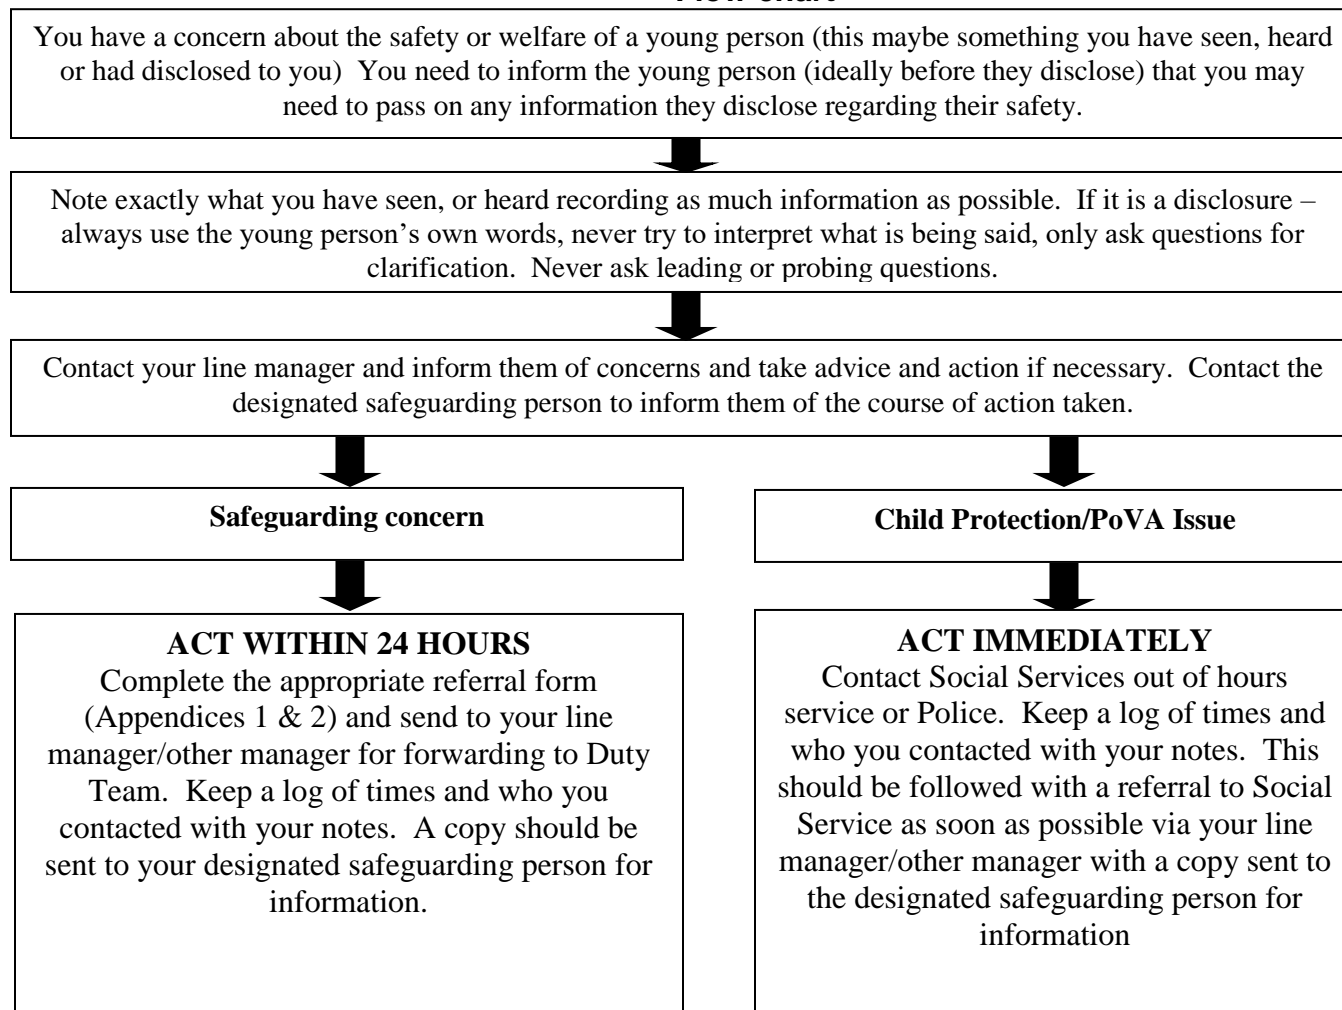 Flow chart
You have a concern about the safety or welfare of a young person (this maybe something you have seen, heard
or had disclosed to you)  You need to inform the young person (ideally before they disclose) that you may
need to pass on any information they disclose regarding their safety.
Note exactly what you have seen, or heard recording as much information as possible.  If it is a disclosure –
always use the young person’s own words, never try to interpret what is being said, only ask questions for
clarification.  Never ask leading or probing questions.
Contact your line manager and inform them of concerns and take advice and action if necessary.  Contact the
designated safeguarding person to inform them of the course of action taken.
Safeguarding concern
ACT WITHIN 24 HOURS
Complete the appropriate referral form
(Appendices 1 & 2) and send to your line
manager/other manager for forwarding to Duty
Team.  Keep a log of times and who you
contacted with your notes.  A copy should be
sent to your designated safeguarding person for
information.
Child Protection/PoVA Issue
ACT IMMEDIATELY
Contact Social Services out of hours
service or Police.  Keep a log of times and
who you contacted with your notes.  This
should be followed with a referral to Social
Service as soon as possible via your line
manager/other manager with a copy sent to
the designated safeguarding person for
information